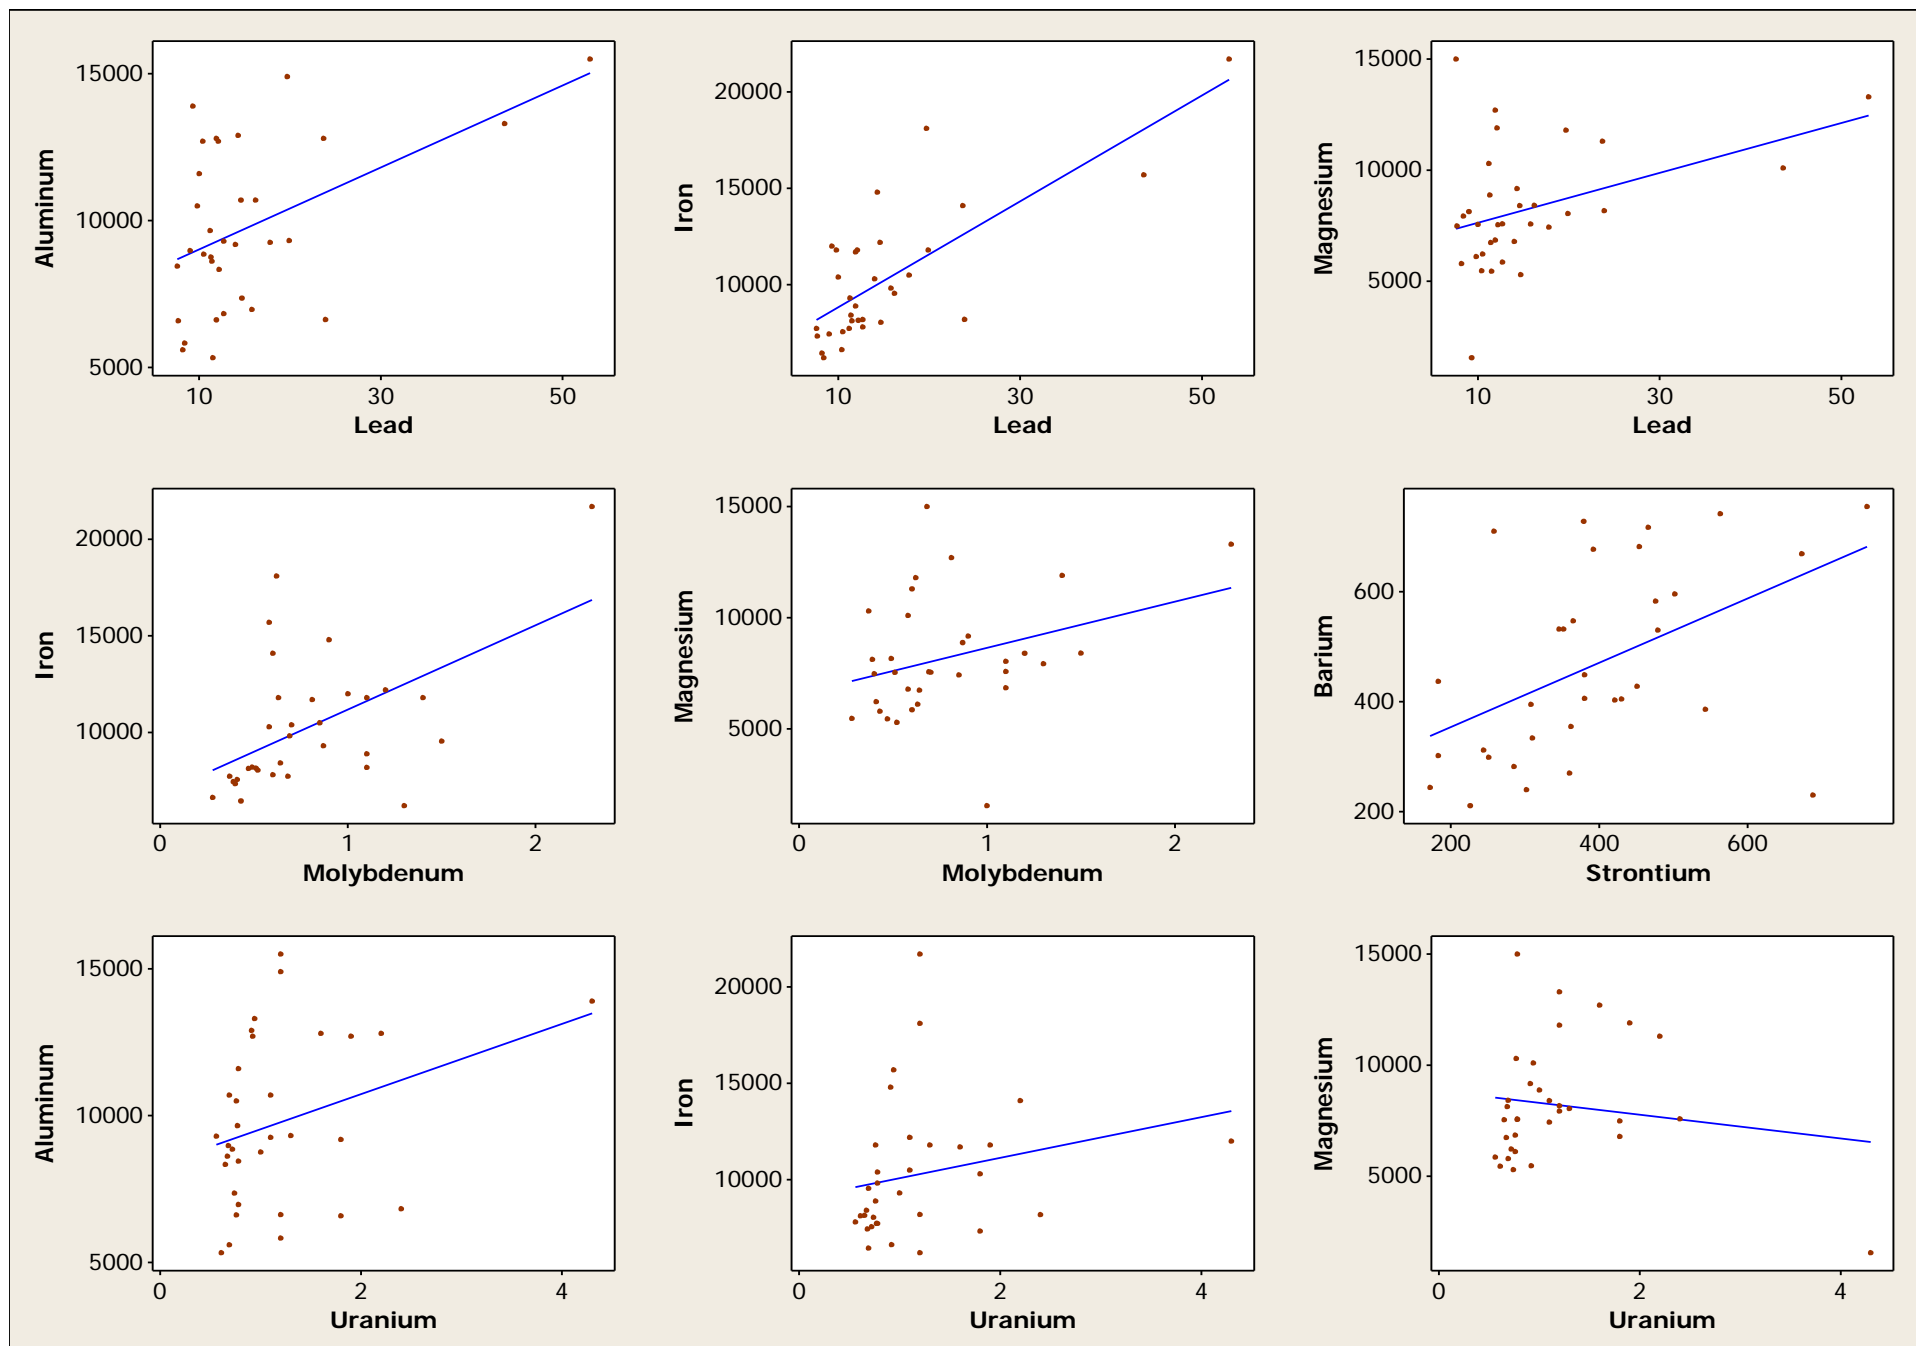 Aluminum
15000
10000
5000
10 30 50
Lead
Iron
20000
15000
10000
10 30 50
Lead
Magnesium
15000
10000
5000
10 30 50
Lead
Iron
20000
15000
10000
0 1 2
Molybdenum
Magnesium
15000
10000
5000
0 1 2
Molybdenum
Barium
600
400
200
200 400 600
Strontium
Aluminum
15000
10000
5000
0 2 4
Uranium
Iron
20000
15000
10000
0 2 4
Uranium
Magnesium
15000
10000
5000
0 2 4
Uranium